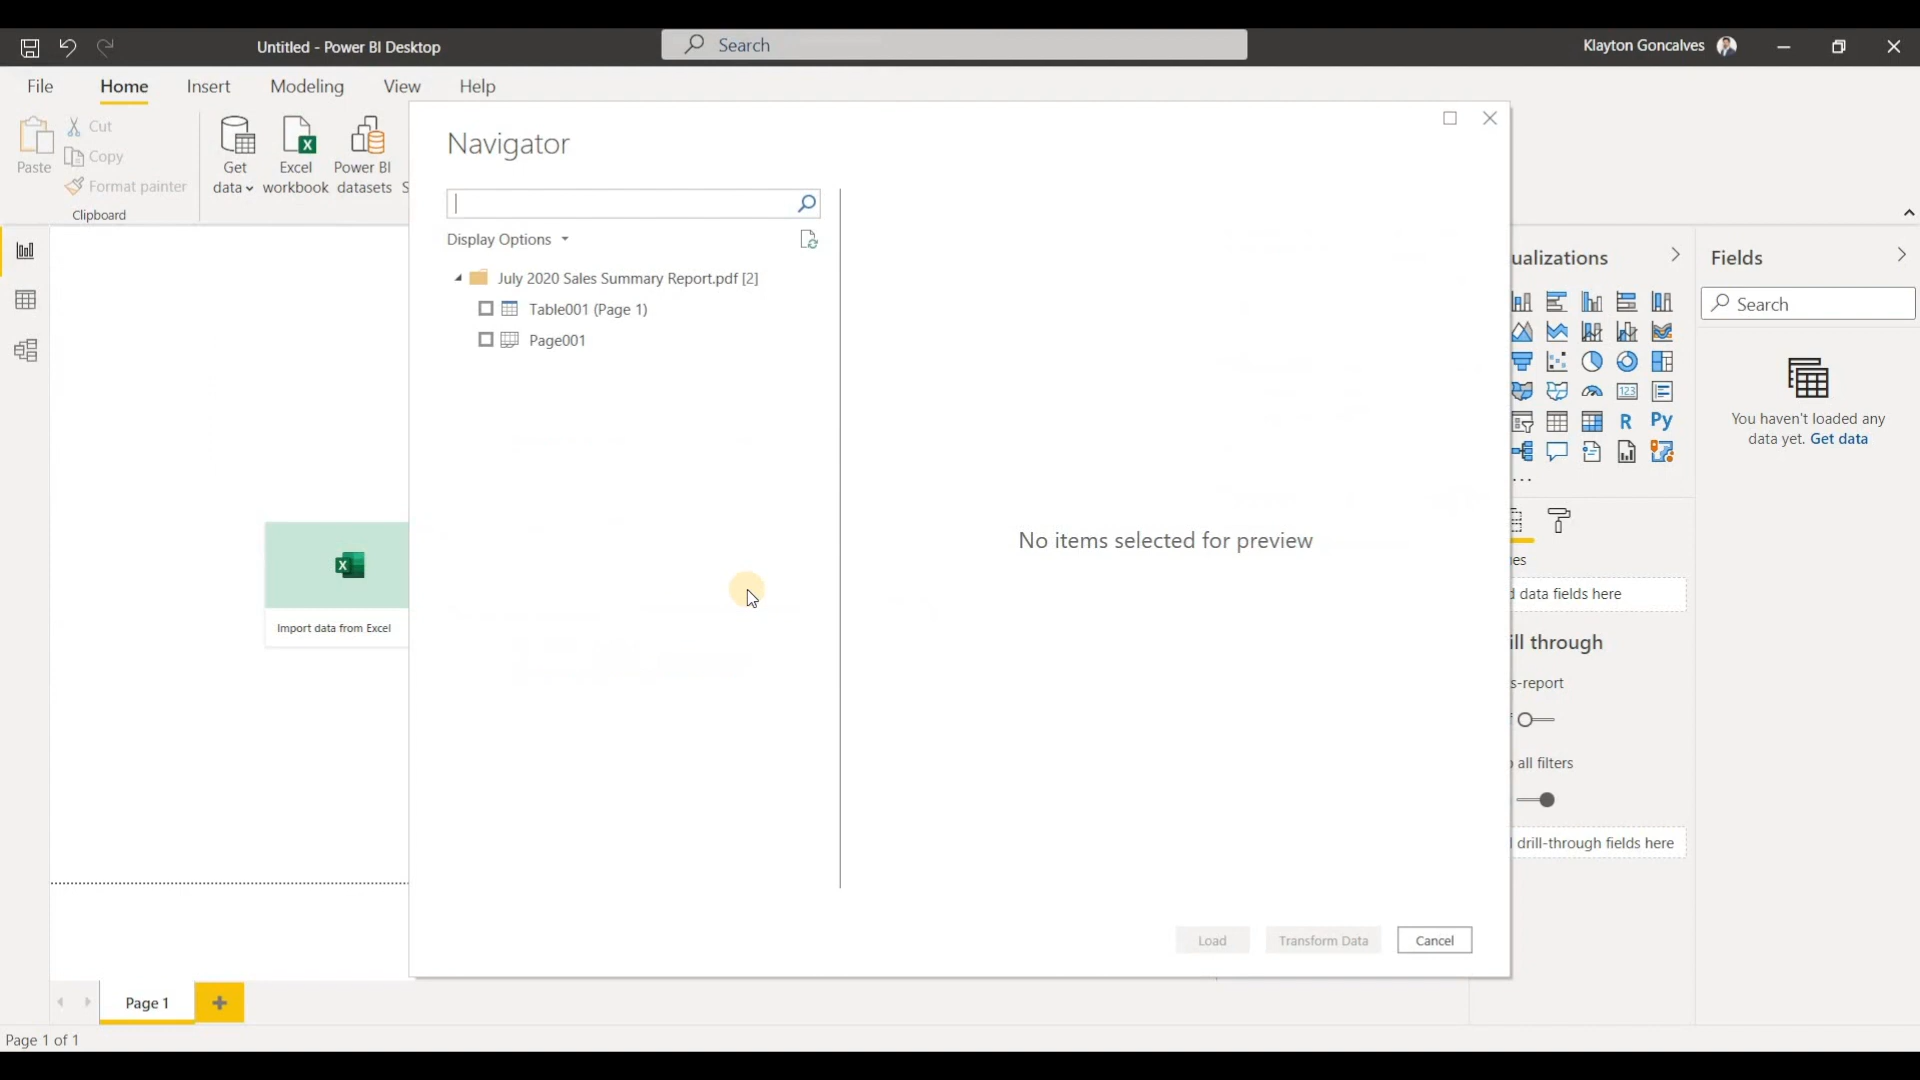 Untitled - Power BI Desktop
Search
Klayton Goncalves
File Home Insert Modeling View Help
Paste
Cut
Copy
Format painter
Clipboard
Get data
Excel workbook
Power BI datasets
S
Navigator
Display Options
July 2020 Sales Summary Report.pdf [2]
Table001 (Page 1)
Page001
No items selected for preview
Load
Transform Data
Cancel
X
Import data from Excel
ualizations
123
R
Py
...
es
d data fields here
ill through
s-report
all filters
l drill-through fields here
Fields
Search
You haven't loaded any
data yet. Get data
Page 1
+
Page 1 of 1